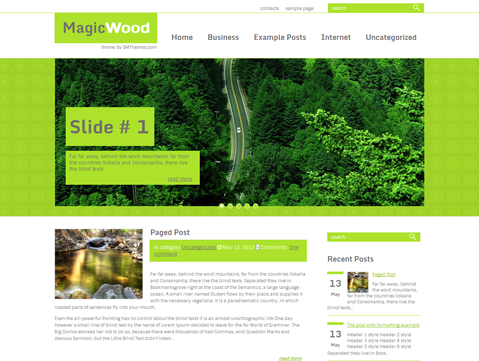 contacts sample page
search
MagicWood
theme by SMThemes.com
Home Business Example Posts Internet Uncategorized
Slide # 1
Far far away, behind the word mountains, far from
the countries Vokalia and Consonantia, there live
the blind texts.
read more
Paged Post
In category Uncategorized May 13, 2013 Comments: One
comment
Far far away, behind the word mountains, far from the countries Vokalia
and Consonantia, there live the blind texts. Separated they live in
Bookmarksgrove right at the coast of the Semantics, a large language
ocean. A small river named Duden flows by their place and supplies it
with the necessary regelialia. It is a paradisematic country, in which
roasted parts of sentences fly into your mouth.
Even the all-powerful Pointing has no control about the blind texts it is an almost unorthographic life One day
however a small line of blind text by the name of Lorem Ipsum decided to leave for the far World of Grammar. The
Big Oxmox advised her not to do so, because there were thousands of bad Commas, wild Question Marks and
devious Semikoli, but the Little Blind Text didn't listen..
read more
search
Recent Posts
13
May
Paged Post
Far far away, behind
the word mountains,
far from the countries Vokalia and
Consonantia, there live the blind
texts...
13
May
The post with formatting example
Header 1 style Header 2
style Header 3 style
Header 4 style Header 5
style Header 6 style
Separated they live in Book...